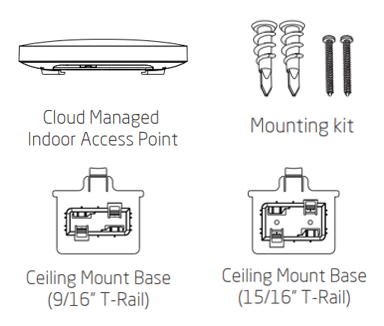 Cloud Managed
Indoor Access Point
Mounting kit
Ceiling Mount Base
(9/16” T-Rail)
Ceiling Mount Base
(15/16” T-Rail)